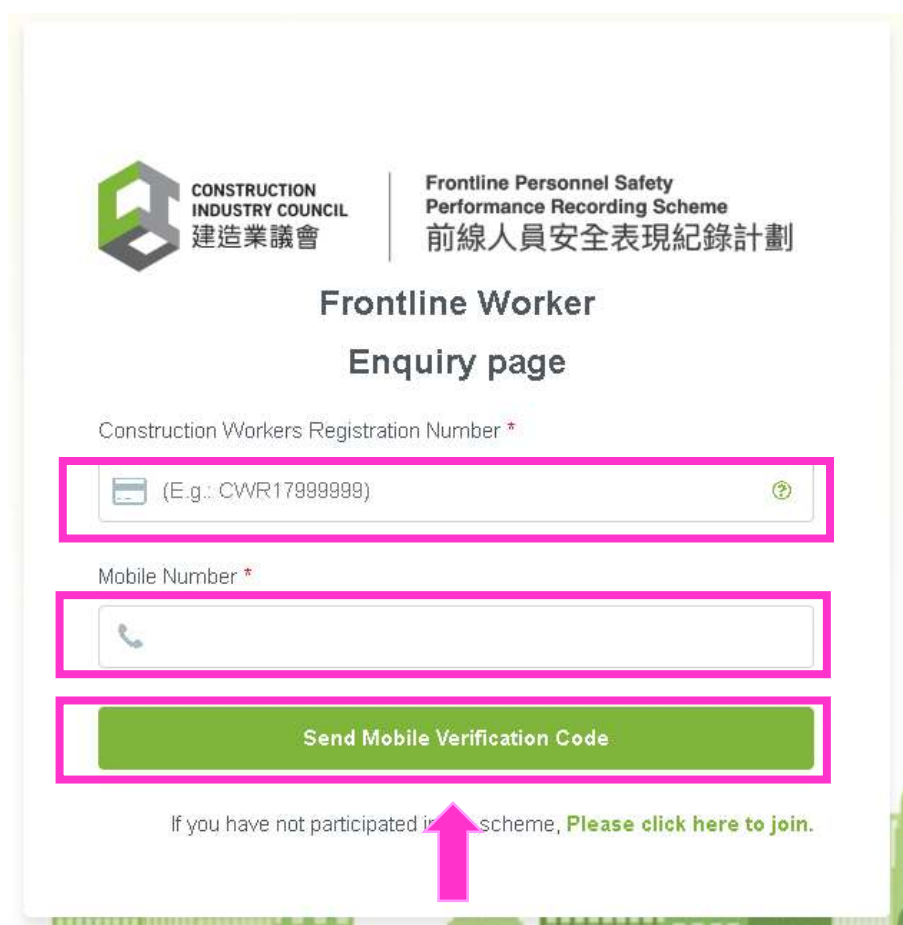 CONSTRUCTION
INDUSTRY COUNCIL
建造業議會
Frontline Personnel Safety
Performance Recording Scheme
前線人員安全表現紀錄計劃
Frontline Worker
Enquiry page
Construction Workers Registration Number *
(E.g.: CWR17999999)
Mobile Number *
Send Mobile Verification Code
If you have not participated scheme, Please click here to join.